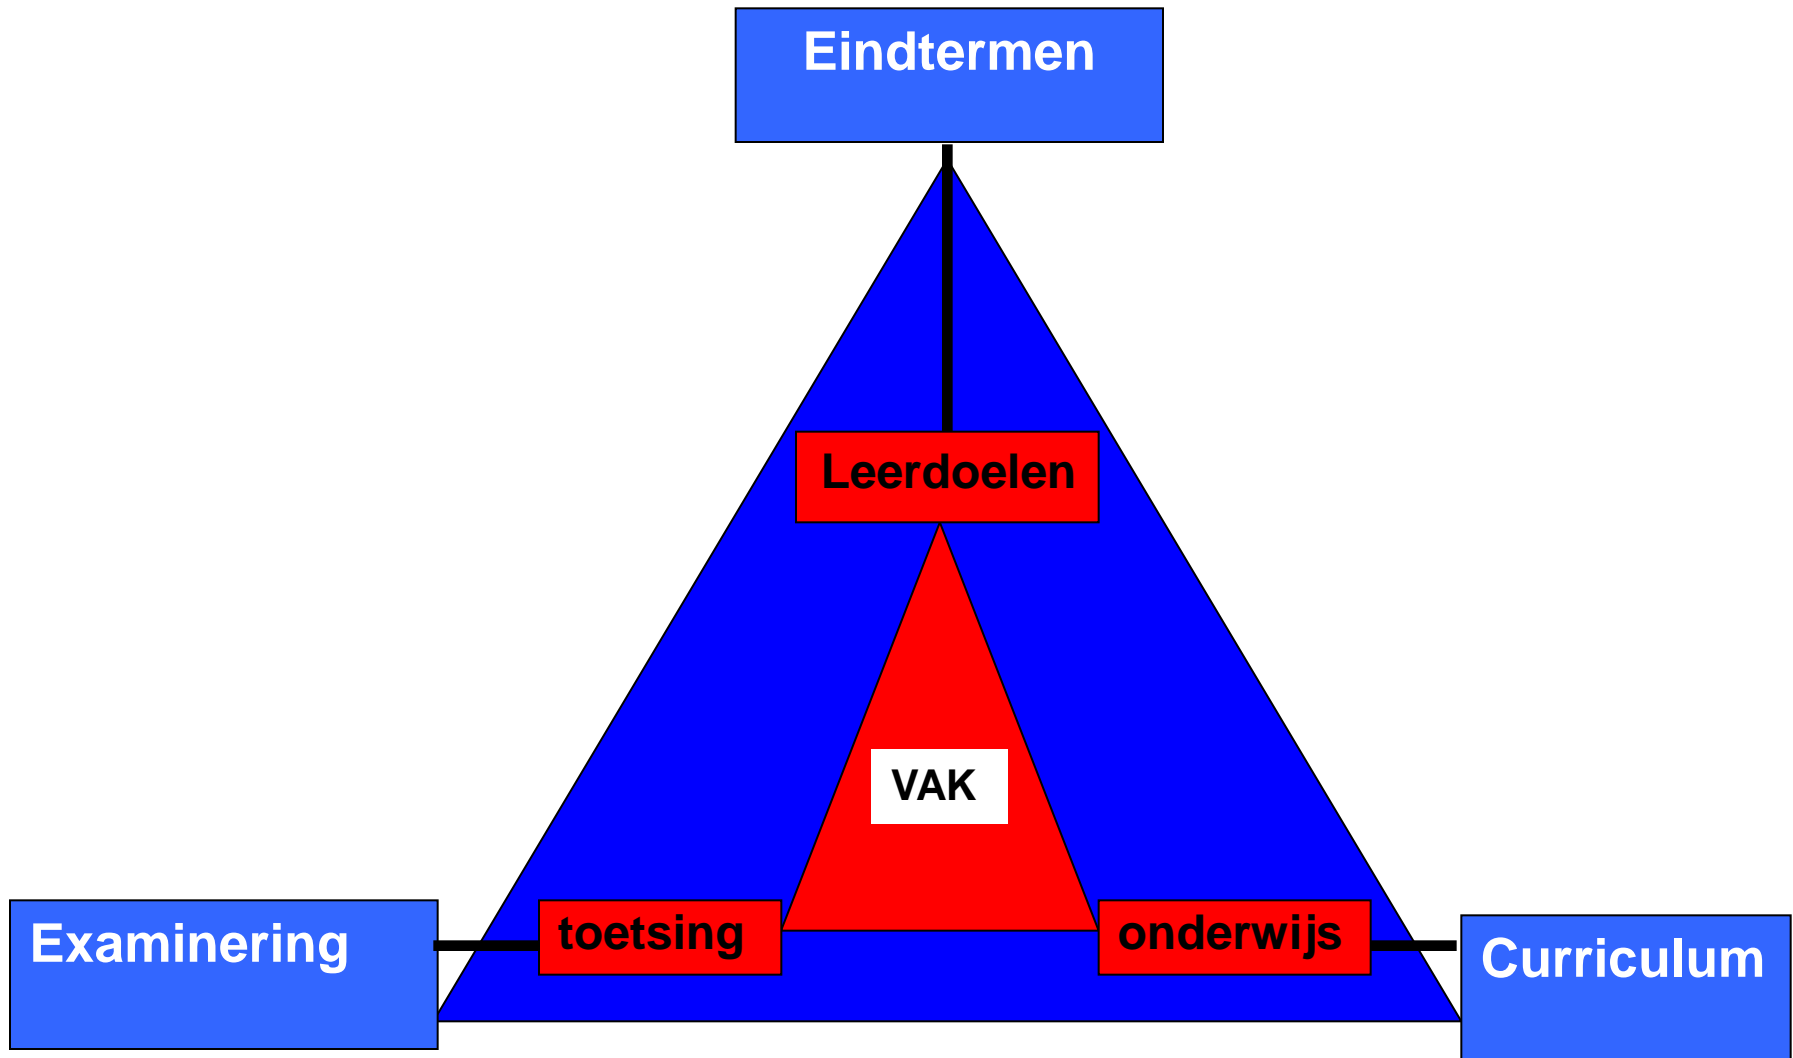 Eindtermen
Leerdoelen
VAK
Examinering
toetsing
onderwijs
Curriculum